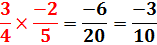 3/4 × -2/5 = -6/20 = -3/10